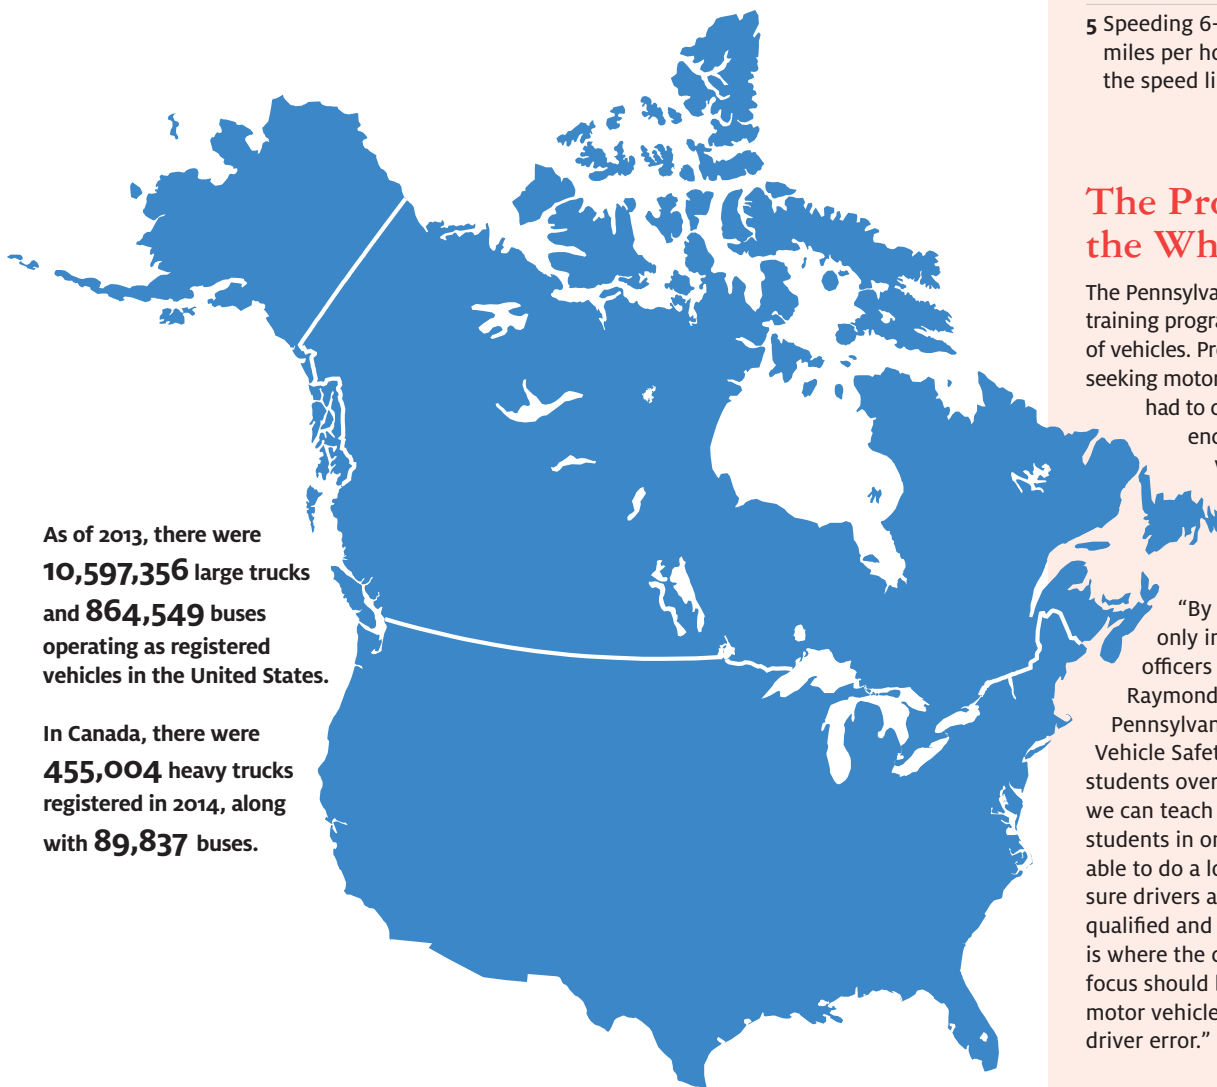 As of 2013, there were
10,597,356 large trucks
and 864,549 buses
operating as registered
vehicles in the United States.
In Canada, there were
455,004 heavy trucks
registered in 2014, along
with 89,837 buses.
5 Speeding 6-
miles per ho
the speed li
The Pro
the Wh
The Pennsylva
training progra
of vehicles. Pr
seeking motor
had to c
enc
"By
only in
officers
Raymond
Pennsylvan
Vehicle Safet
students over
we can teach
students in or
able to do a lo
sure drivers a
qualified and
is where the c
focus should
motor vehicle
driver error."